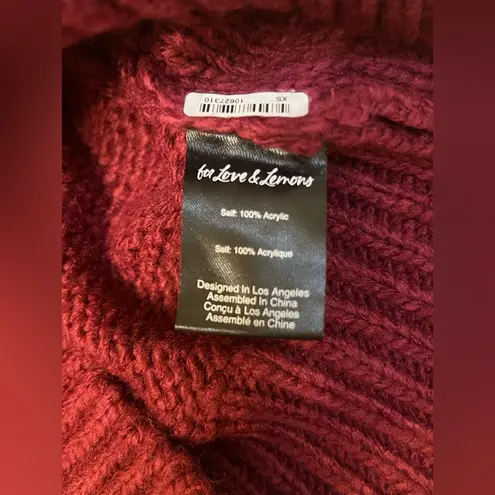 XS
10627310
for Love & Lemons
Self: 100% Acrylic
Self: 100% Acrylique
Designed in Los Angeles
Assembled In China
Conçu à Los Angeles
Assemblé en Chine